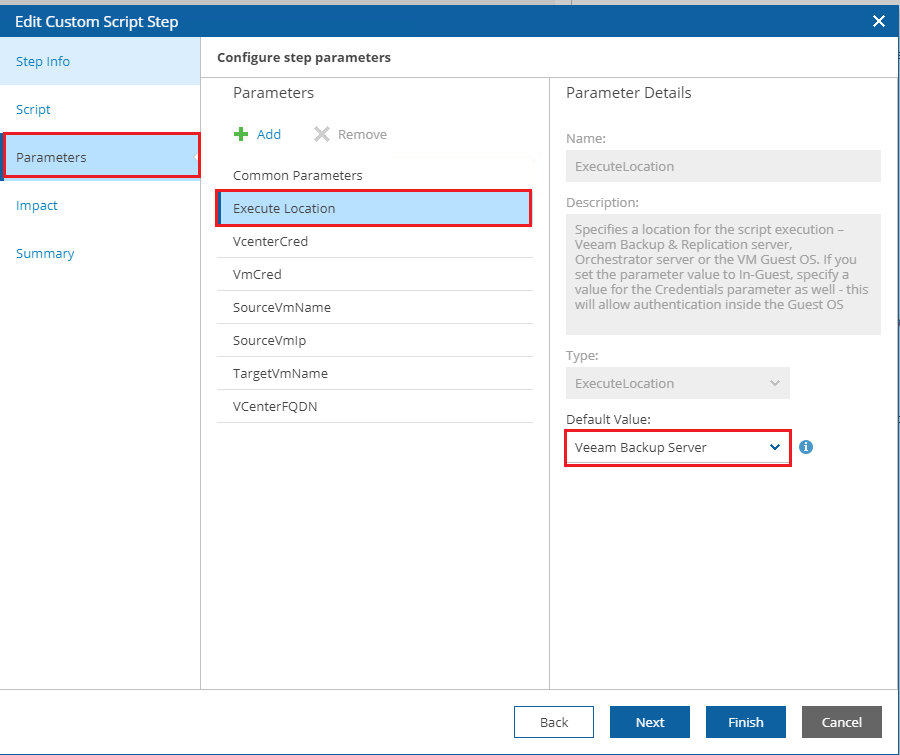 Edit Custom Script Step
Step Info
Script
Parameters
Impact
Summary
Configure step parameters
Parameters
Add
Remove
Common Parameters
Execute Location
VcenterCred
VmCred
SourceVmName
SourceVmIp
TargetVmName
VCenterFQDN
Parameter Details
Name:
ExecuteLocation
Description:
Specifies a location for the script execution –
Veeam Backup & Replication server,
Orchestrator server or the VM Guest OS. If you
set the parameter value to In-Guest, specify a
value for the Credentials parameter as well - this
will allow authentication inside the Guest OS
Type:
ExecuteLocation
Default Value:
Veeam Backup Server
Back
Next
Finish
Cancel